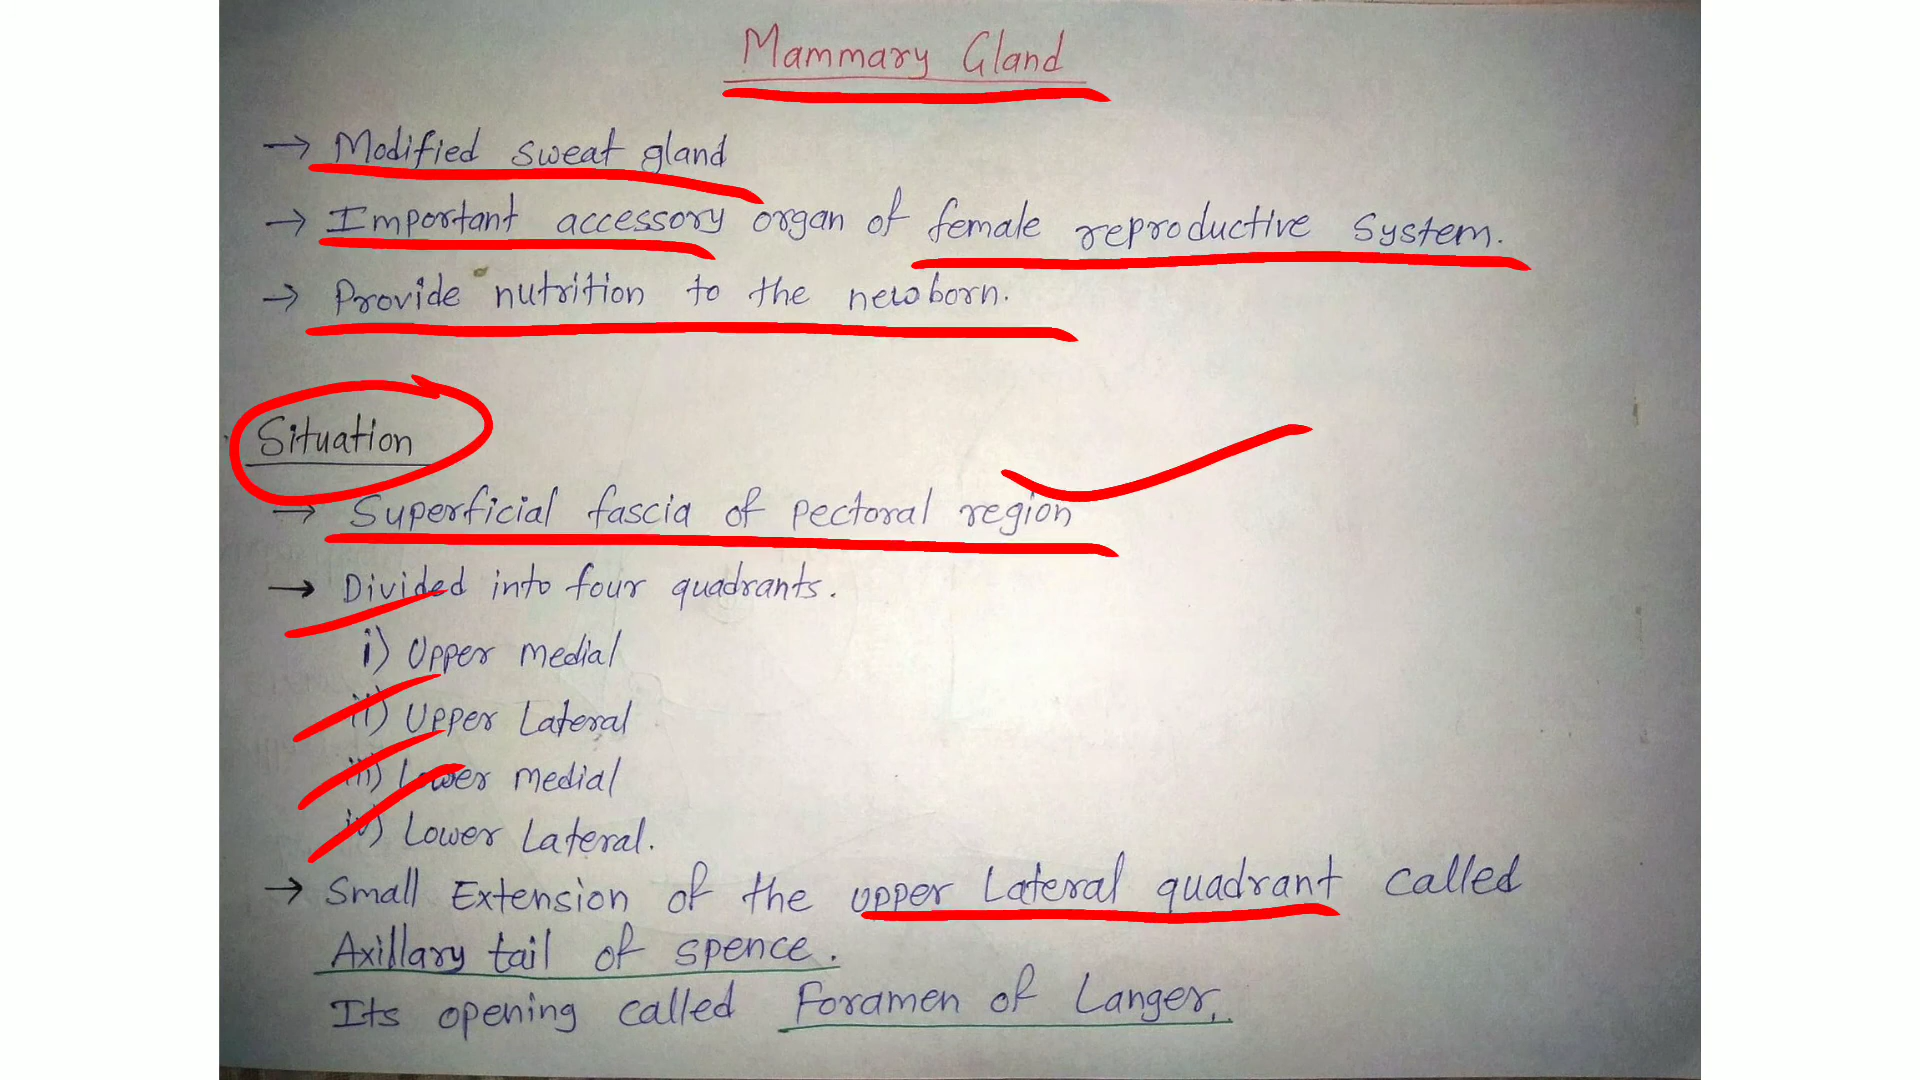 Mammary Gland
→ Modified sweat gland
→ Important accessory organ of female reproductive System.
→ Provide nutrition to the newborn.
Situation
→ Superficial fascia of pectoral region
→ Divided into four quadrants.
i) Upper medial
ii) Upper Lateral
iii) Lower medial
iv) Lower Lateral.
→ Small Extension of the upper Lateral quadrant called
Axillary tail of spence.
Its opening called Foramen of Langer.